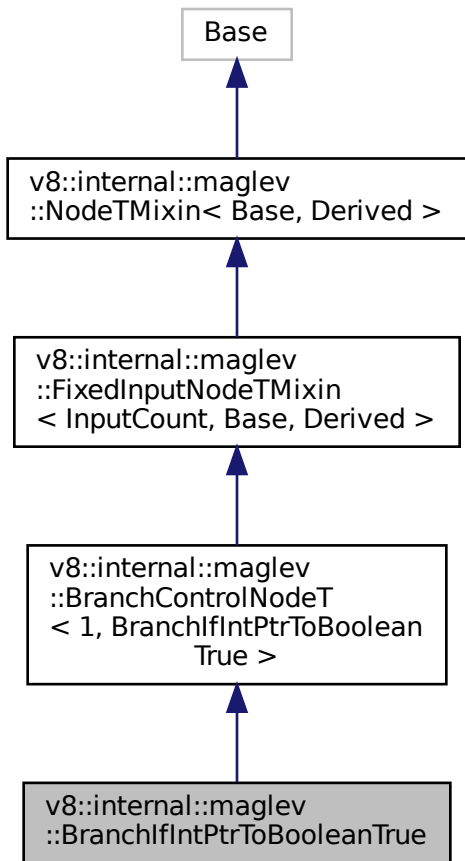 Base
v8::internal::maglev
::NodeTMixin< Base, Derived >
v8::internal::maglev
::FixedInputNodeTMixin
< InputCount, Base, Derived >
v8::internal::maglev
::BranchControlNodeT
< 1, BranchIfIntPtrToBoolean
True >
v8::internal::maglev
::BranchIfIntPtrToBooleanTrue